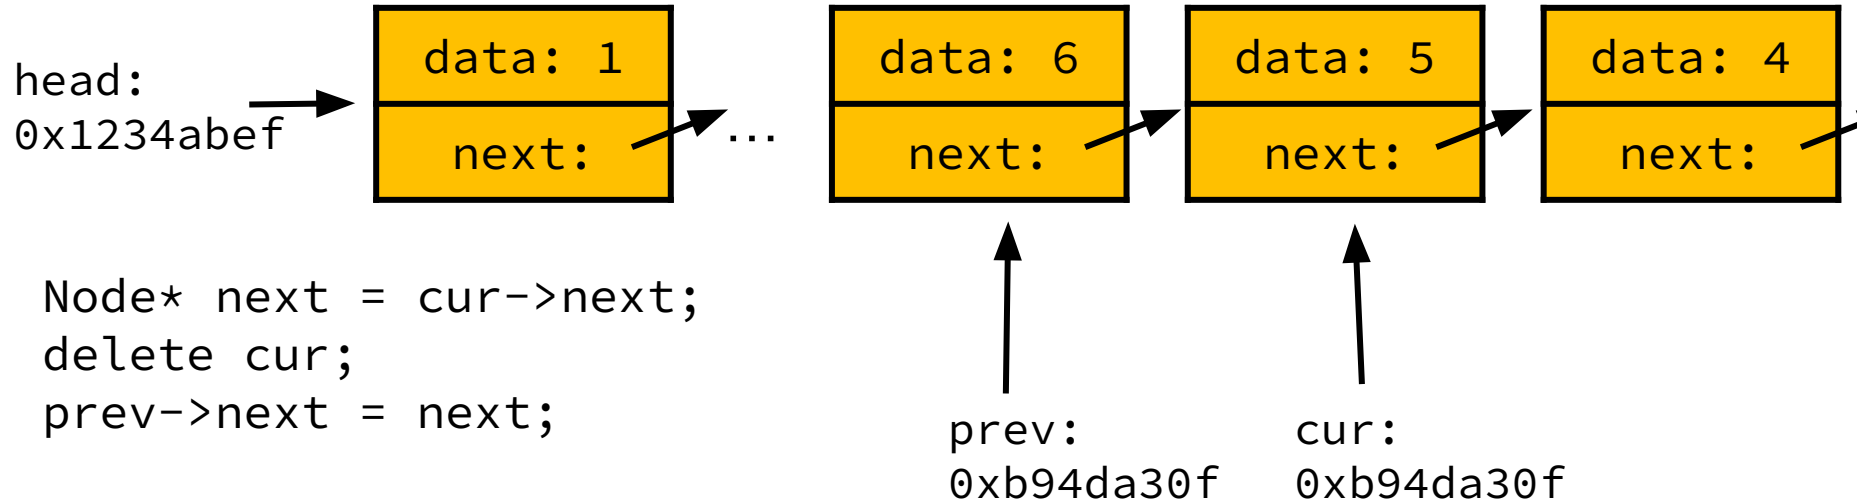 head:
0x1234abef
data: 1
next:
...
data: 6
next:
data: 5
next:
data: 4
next:
Node* next = cur->next;
delete cur;
prev->next = next;
prev:
0xb94da30f
cur:
0xb94da30f